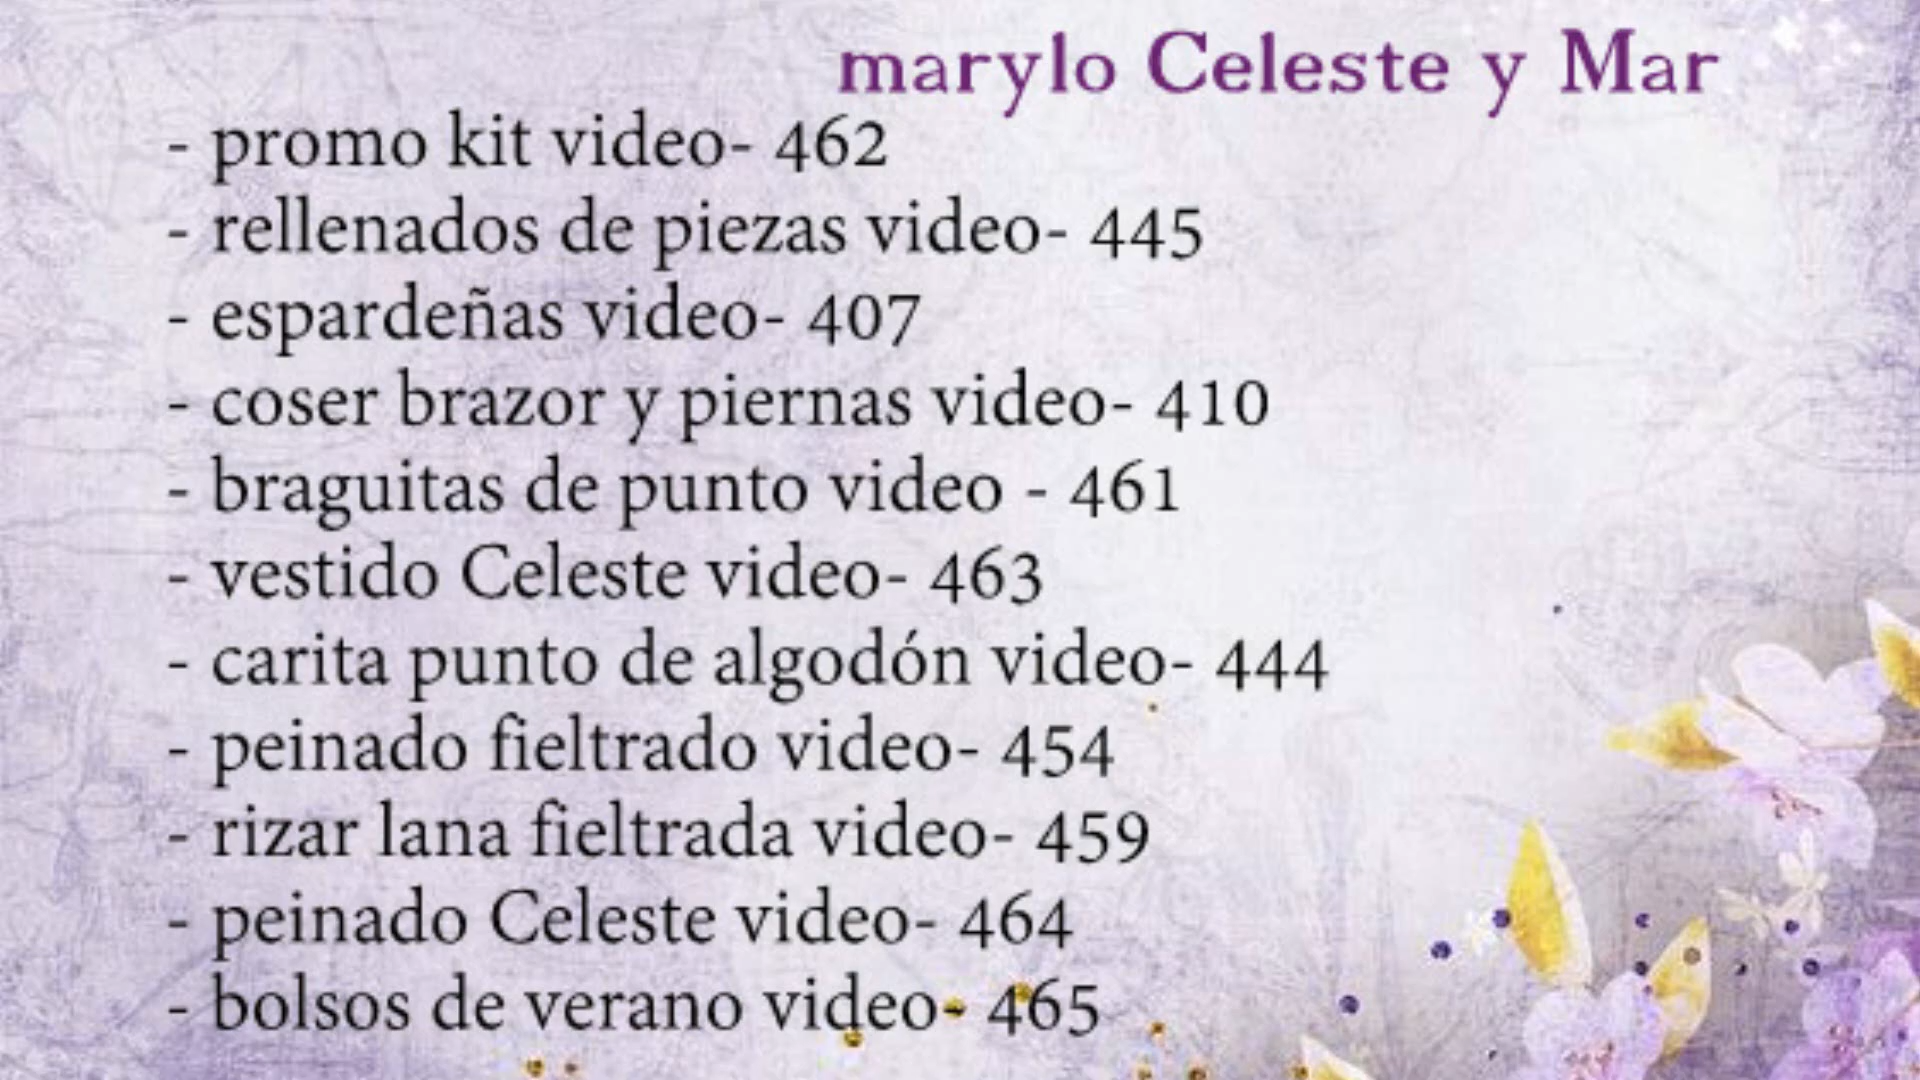 marylo Celeste y Mar
- promo kit video- 462
- rellenados de piezas video- 445
- espardeñas video- 407
- coser brazor y piernas video- 410
- braguitas de punto video - 461
- vestido Celeste video- 463
- carita punto de algodón video- 444
- peinado fieltrado video- 454
- rizar lana fieltrada video- 459
- peinado Celeste video- 464
- bolsos de verano video- 465